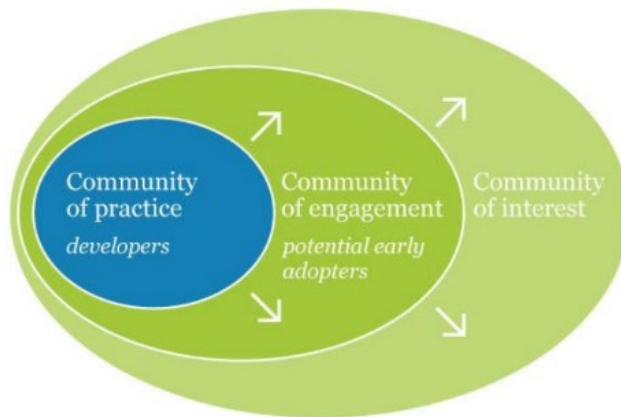 Community
of practice
developers
Community
of engagement
potential early
adopters
Community
of interest